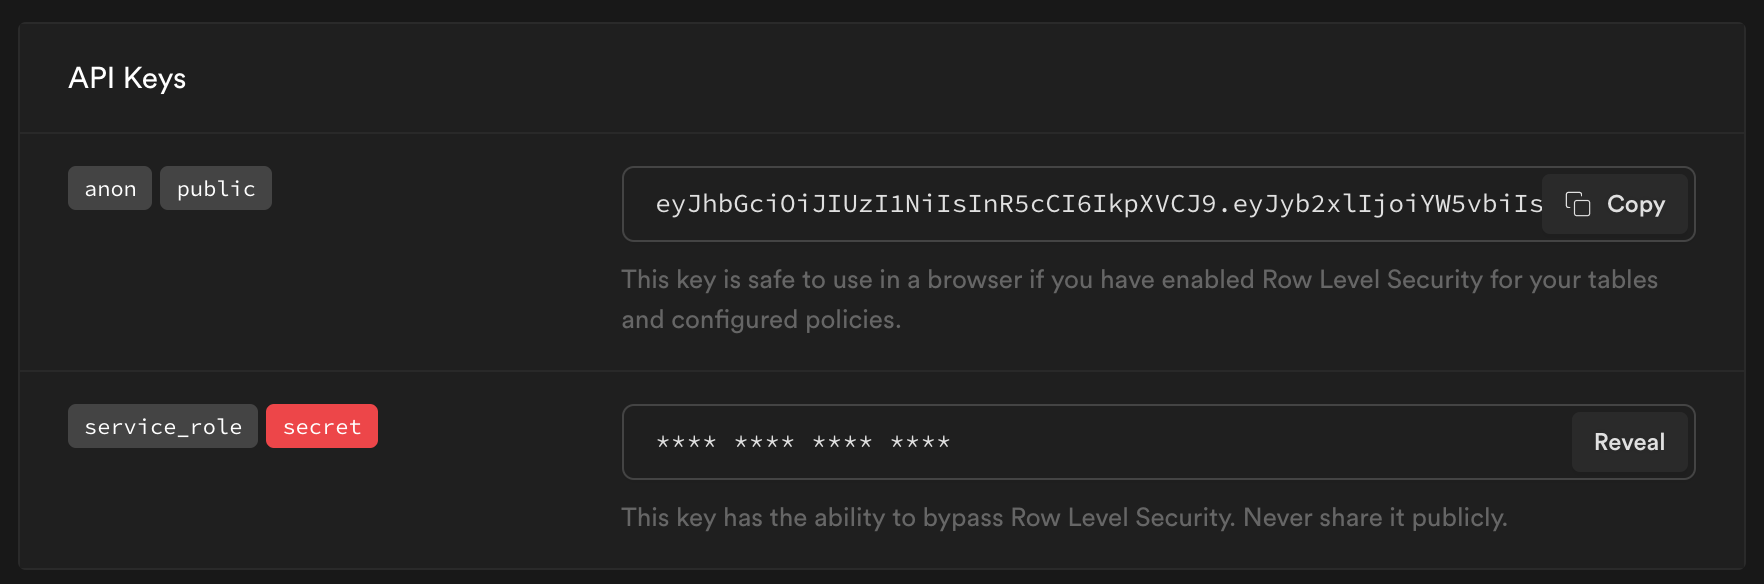 API Keys
anon public
eyJhbGciOiJIUzI1NiIsInR5cCI6IkpXVCJ9.eyJyb2xlIjoiYW5vbiIs Copy
This key is safe to use in a browser if you have enabled Row Level Security for your tables
and configured policies.
service_role secret
**** **** **** **** Reveal
This key has the ability to bypass Row Level Security. Never share it publicly.